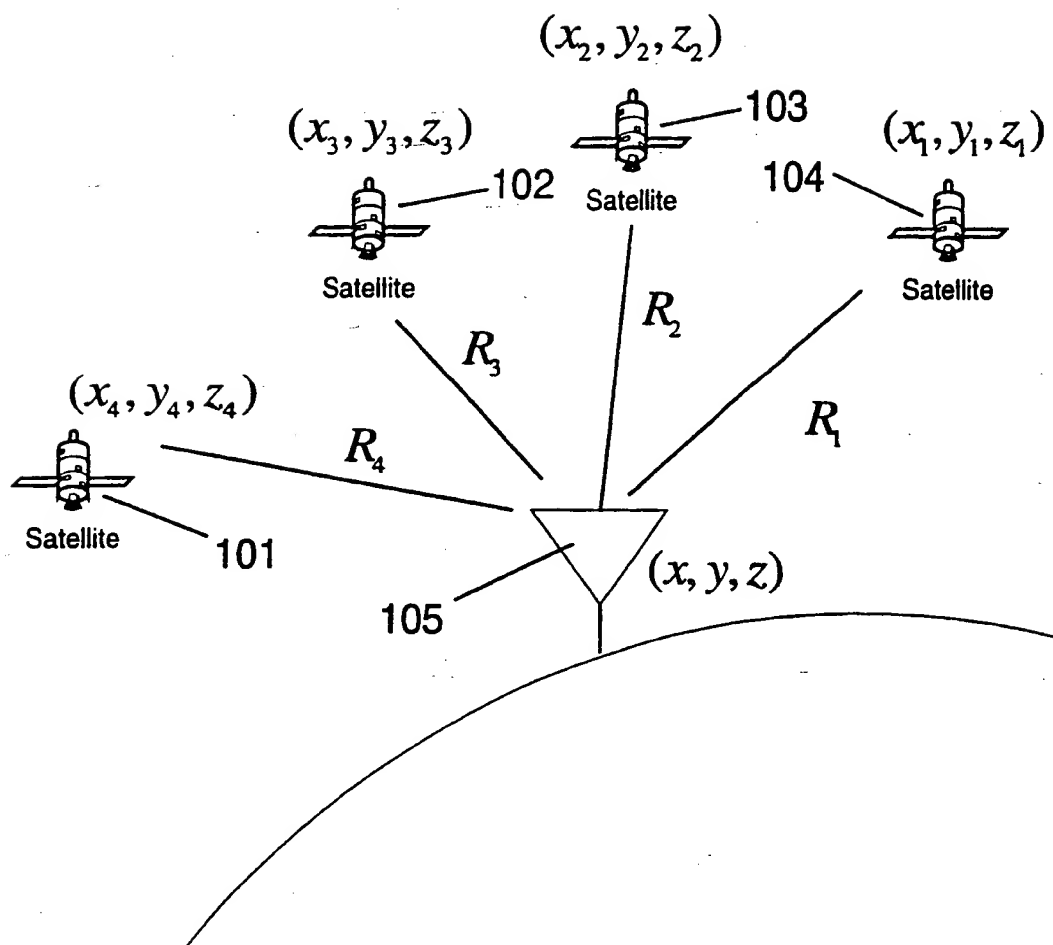 (x₂, y₂, z₂)
103
(x₃, y₃, z₃)
(x₁, y₁, z₁)
102
104
Satellite
Satellite
Satellite
R₂
R₃
(x₄, y₄, z₄)
R₁
R₄
Satellite
101
(x, y, z)
105